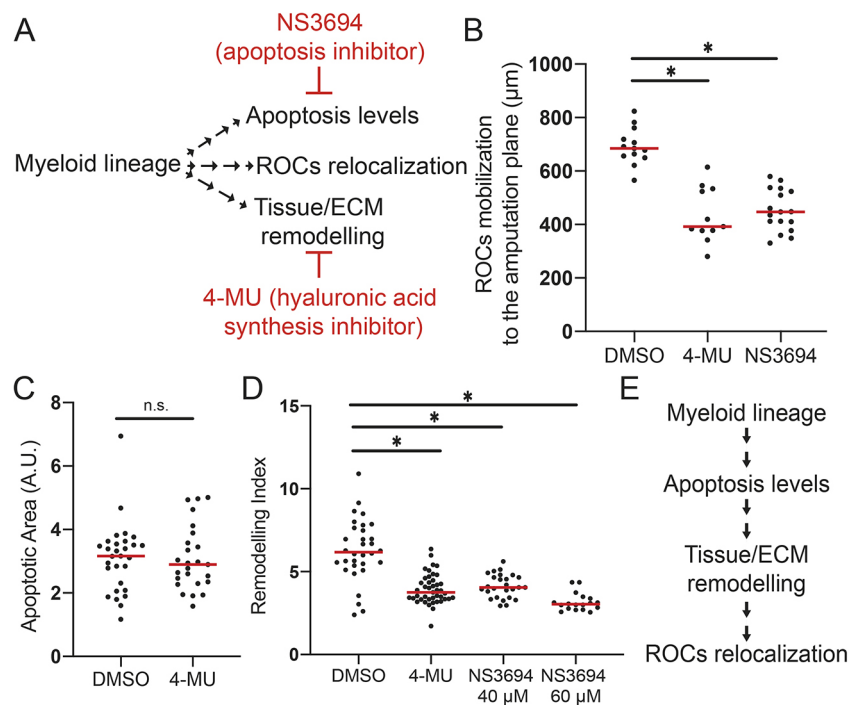 A
NS3694
(apoptosis inhibitor)
Apoptosis levels
Myeloid lineage
ROCs relocalization
Tissue/ECM
remodelling
4-MU (hyaluronic acid
synthesis inhibitor)
B
ROCs mobilization
to the amputation plane (µm)
1000
800
600
400
200
0
*
*
DMSO
4-MU
NS3694
C
Apoptotic Area (A.U.)
8
6
4
2
0
n.s.
DMSO
4-MU
D
Remodelling Index
15
10
5
0
*
*
*
DMSO
4-MU
NS3694
40 µM
NS3694
60 µM
E
Myeloid lineage
Apoptosis levels
Tissue/ECM
remodelling
ROCs relocalization